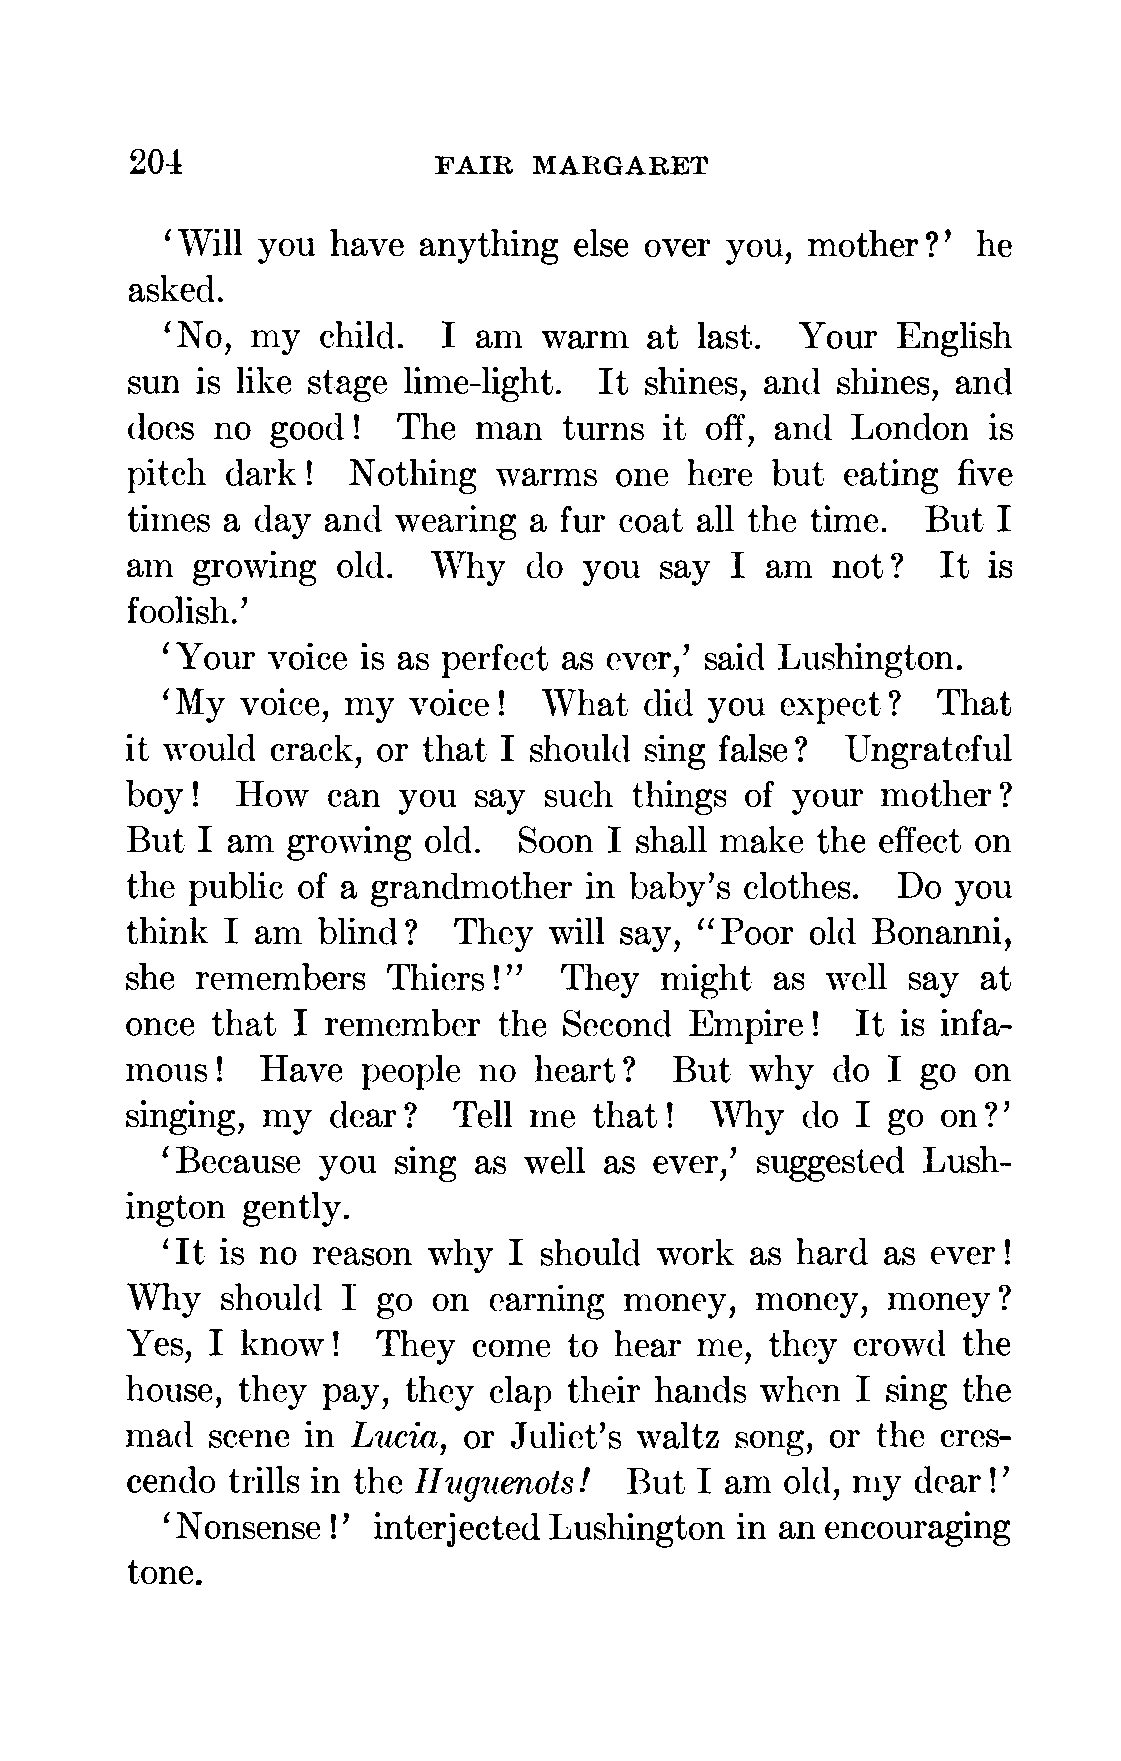 204 FAIR MARGARET
‘Will you have anything else over you, mother?’ he
asked.
‘No, my child. I am warm at last. Your English
sun is like stage lime-light. It shines, and shines, and
does no good! The man turns it off, and London is
pitch dark! Nothing warms one here but eating five
times a day and wearing a fur coat all the time. But I
am growing old. Why do you say I am not? It is
foolish.’
‘Your voice is as perfect as ever,’ said Lushington.
‘My voice, my voice! What did you expect? That
it would crack, or that I should sing false? Ungrateful
boy! How can you say such things of your mother?
But I am growing old. Soon I shall make the effect on
the public of a grandmother in baby’s clothes. Do you
think I am blind? They will say, “Poor old Bonanni,
she remembers Thiers!” They might as well say at
once that I remember the Second Empire! It is infa-
mous! Have people no heart? But why do I go on
singing, my dear? Tell me that! Why do I go on?’
‘Because you sing as well as ever,’ suggested Lush-
ington gently.
‘It is no reason why I should work as hard as ever!
Why should I go on earning money, money, money?
Yes, I know! They come to hear me, they crowd the
house, they pay, they clap their hands when I sing the
mad scene in Lucia, or Juliet’s waltz song, or the cres-
cendo trills in the Huguenots! But I am old, my dear!’
‘Nonsense!’ interjected Lushington in an encouraging
tone.